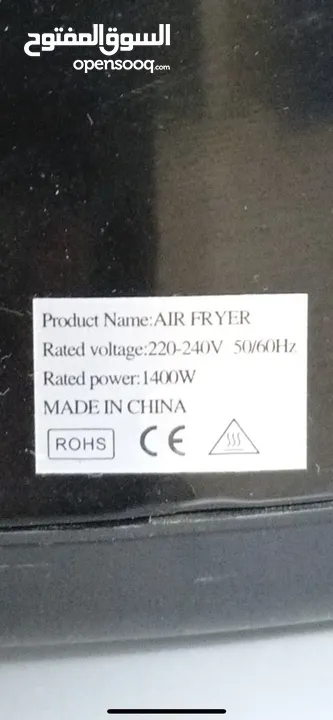 السوق المفتوح
opensooq.com
Product Name:AIR FRYER
Rated voltage:220-240V 50/60Hz
Rated power:1400W
MADE IN CHINA
ROHS CE